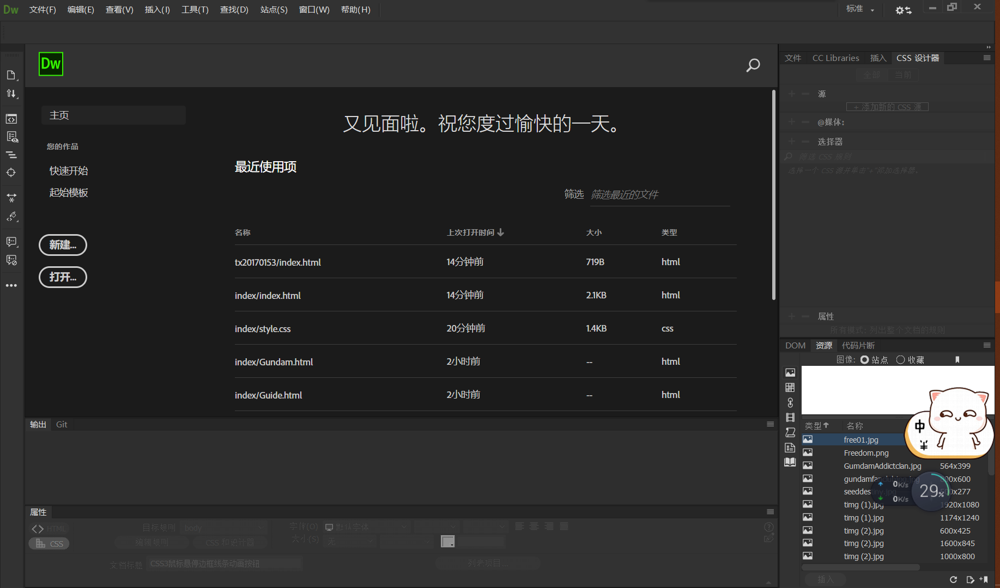 Dw 文件(F) 编辑(E) 查看(V) 插入(I) 工具(T) 查找(D) 站点(S) 窗口(W) 帮助(H) 标准
Dw
主页
您的作品
快速开始
起始模板
新建...
打开...
又见面啦。祝您度过愉快的一天。
最近使用项
筛选 筛选最近的文件
名称 上次打开时间 大小 类型
tx20170153/index.html 14分钟前 719B html
index/index.html 14分钟前 2.1KB html
index/style.css 20分钟前 1.4KB css
index/Gundam.html 2小时前 -- html
index/Guide.html 2小时前 -- html
输出 Git
属性
HTML 目标规则 body 字体(O) 默认字体
CSS 编辑规则 CSS 和设计器 大小(S) 无
文档标题 CSS3鼠标悬停边框线条动画按钮 列表项目...
文件 CC Libraries 插入 CSS 设计器
全部 当前
+ - 源
+ 添加新的 CSS 源
+ - @媒体:
+ - 选择器
筛选 CSS 规则
选择一个 CSS 源并单击"+"添加选择器。
+ - 属性
所有模式: 列出整个文档的规则
DOM 资源 代码片断
图像: 站点 收藏
类型 名称
中
free01.jpg
Freedom.png
GumdamAddictclan.jpg 564x399
800x600
seeddestiny.jpg 500x277
timg (1).jpg 1920x1080
timg (1).jpg 1174x1240
timg (2).jpg 600x425
timg (2).jpg 1600x845
timg (2).jpg 1000x800
0K/s
0K/s
29%
插入